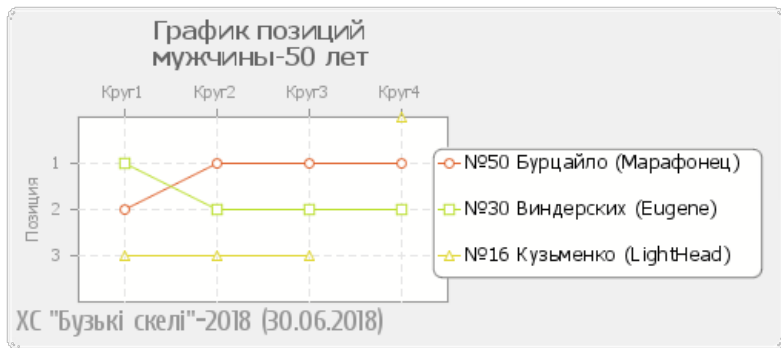 График позиций
мужчины-50 лет
Круг1 Круг2 Круг3 Круг4
Позиция
1
2
3
№50 Бурцайло (Марафонец)
№30 Виндерских (Eugene)
№16 Кузьменко (LightHead)
ХС "Бузькі скелі"-2018 (30.06.2018)